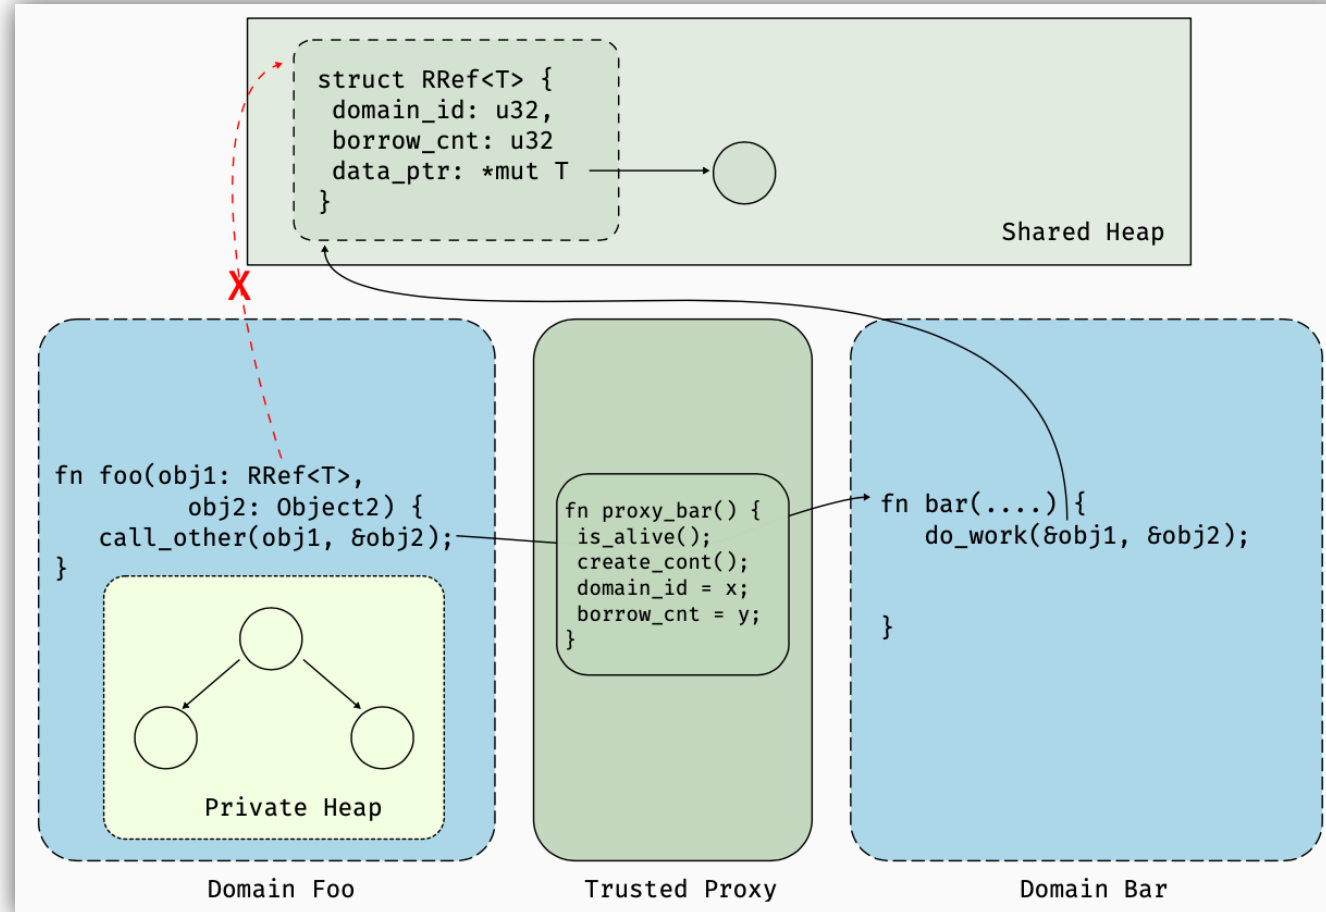 struct RRef<T> {
domain_id: u32,
borrow_cnt: u32
data_ptr: *mut T
}
Shared Heap
X
fn foo(obj1: RRef<T>,
obj2: Object2) {
call_other(obj1, &obj2);
}
Private Heap
Domain Foo
fn proxy_bar() {
is_alive();
create_cont();
domain_id = x;
borrow_cnt = y;
}
Trusted Proxy
fn bar(....) {
do_work(&obj1, &obj2);
}
Domain Bar